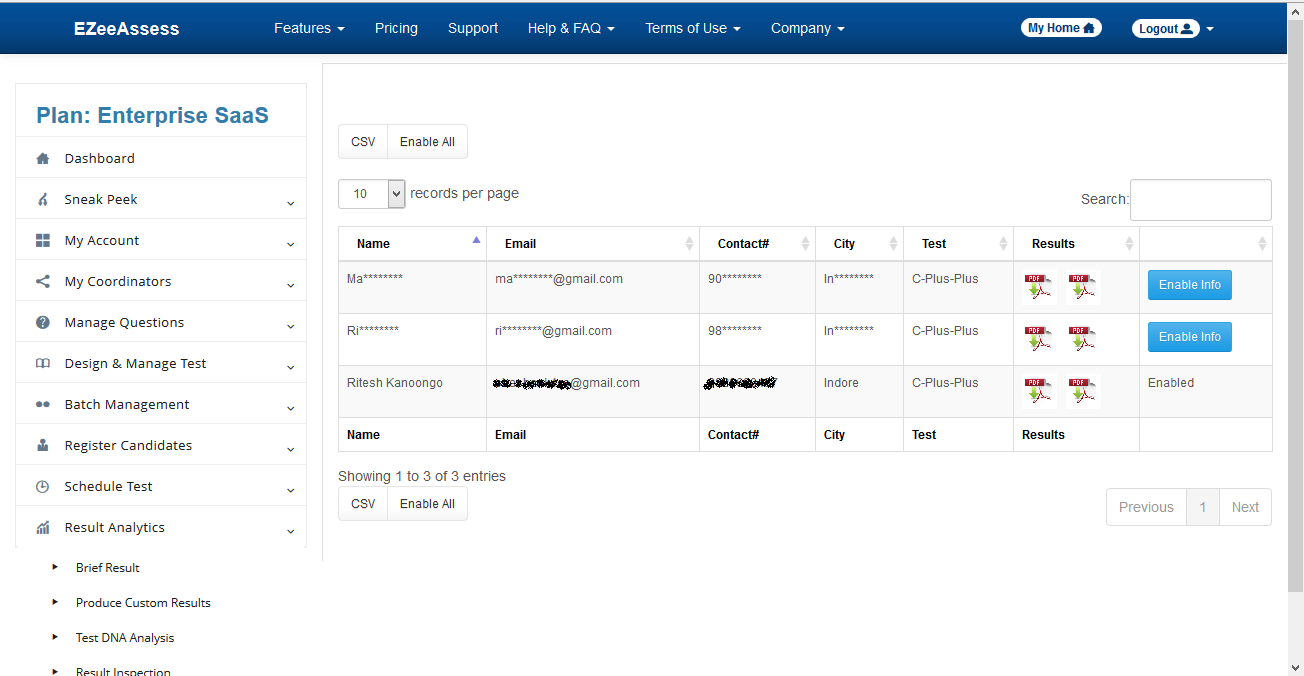 EZeeAssess Features Pricing Support Help & FAQ Terms of Use Company My Home Logout
Plan: Enterprise SaaS
Dashboard
Sneak Peek
My Account
My Coordinators
Manage Questions
Design & Manage Test
Batch Management
Register Candidates
Schedule Test
Result Analytics
Brief Result
Produce Custom Results
Test DNA Analysis
Result Inspection
CSV Enable All
10 records per page Search:
Name Email Contact# City Test Results
Ma******** ma********@gmail.com 90******** In******** C-Plus-Plus PDF PDF Enable Info
Ri******** ri********@gmail.com 98******** In******** C-Plus-Plus PDF PDF Enable Info
Ritesh Kanoongo @gmail.com Indore C-Plus-Plus PDF PDF Enabled
Name Email Contact# City Test Results
Showing 1 to 3 of 3 entries
CSV Enable All
Previous 1 Next